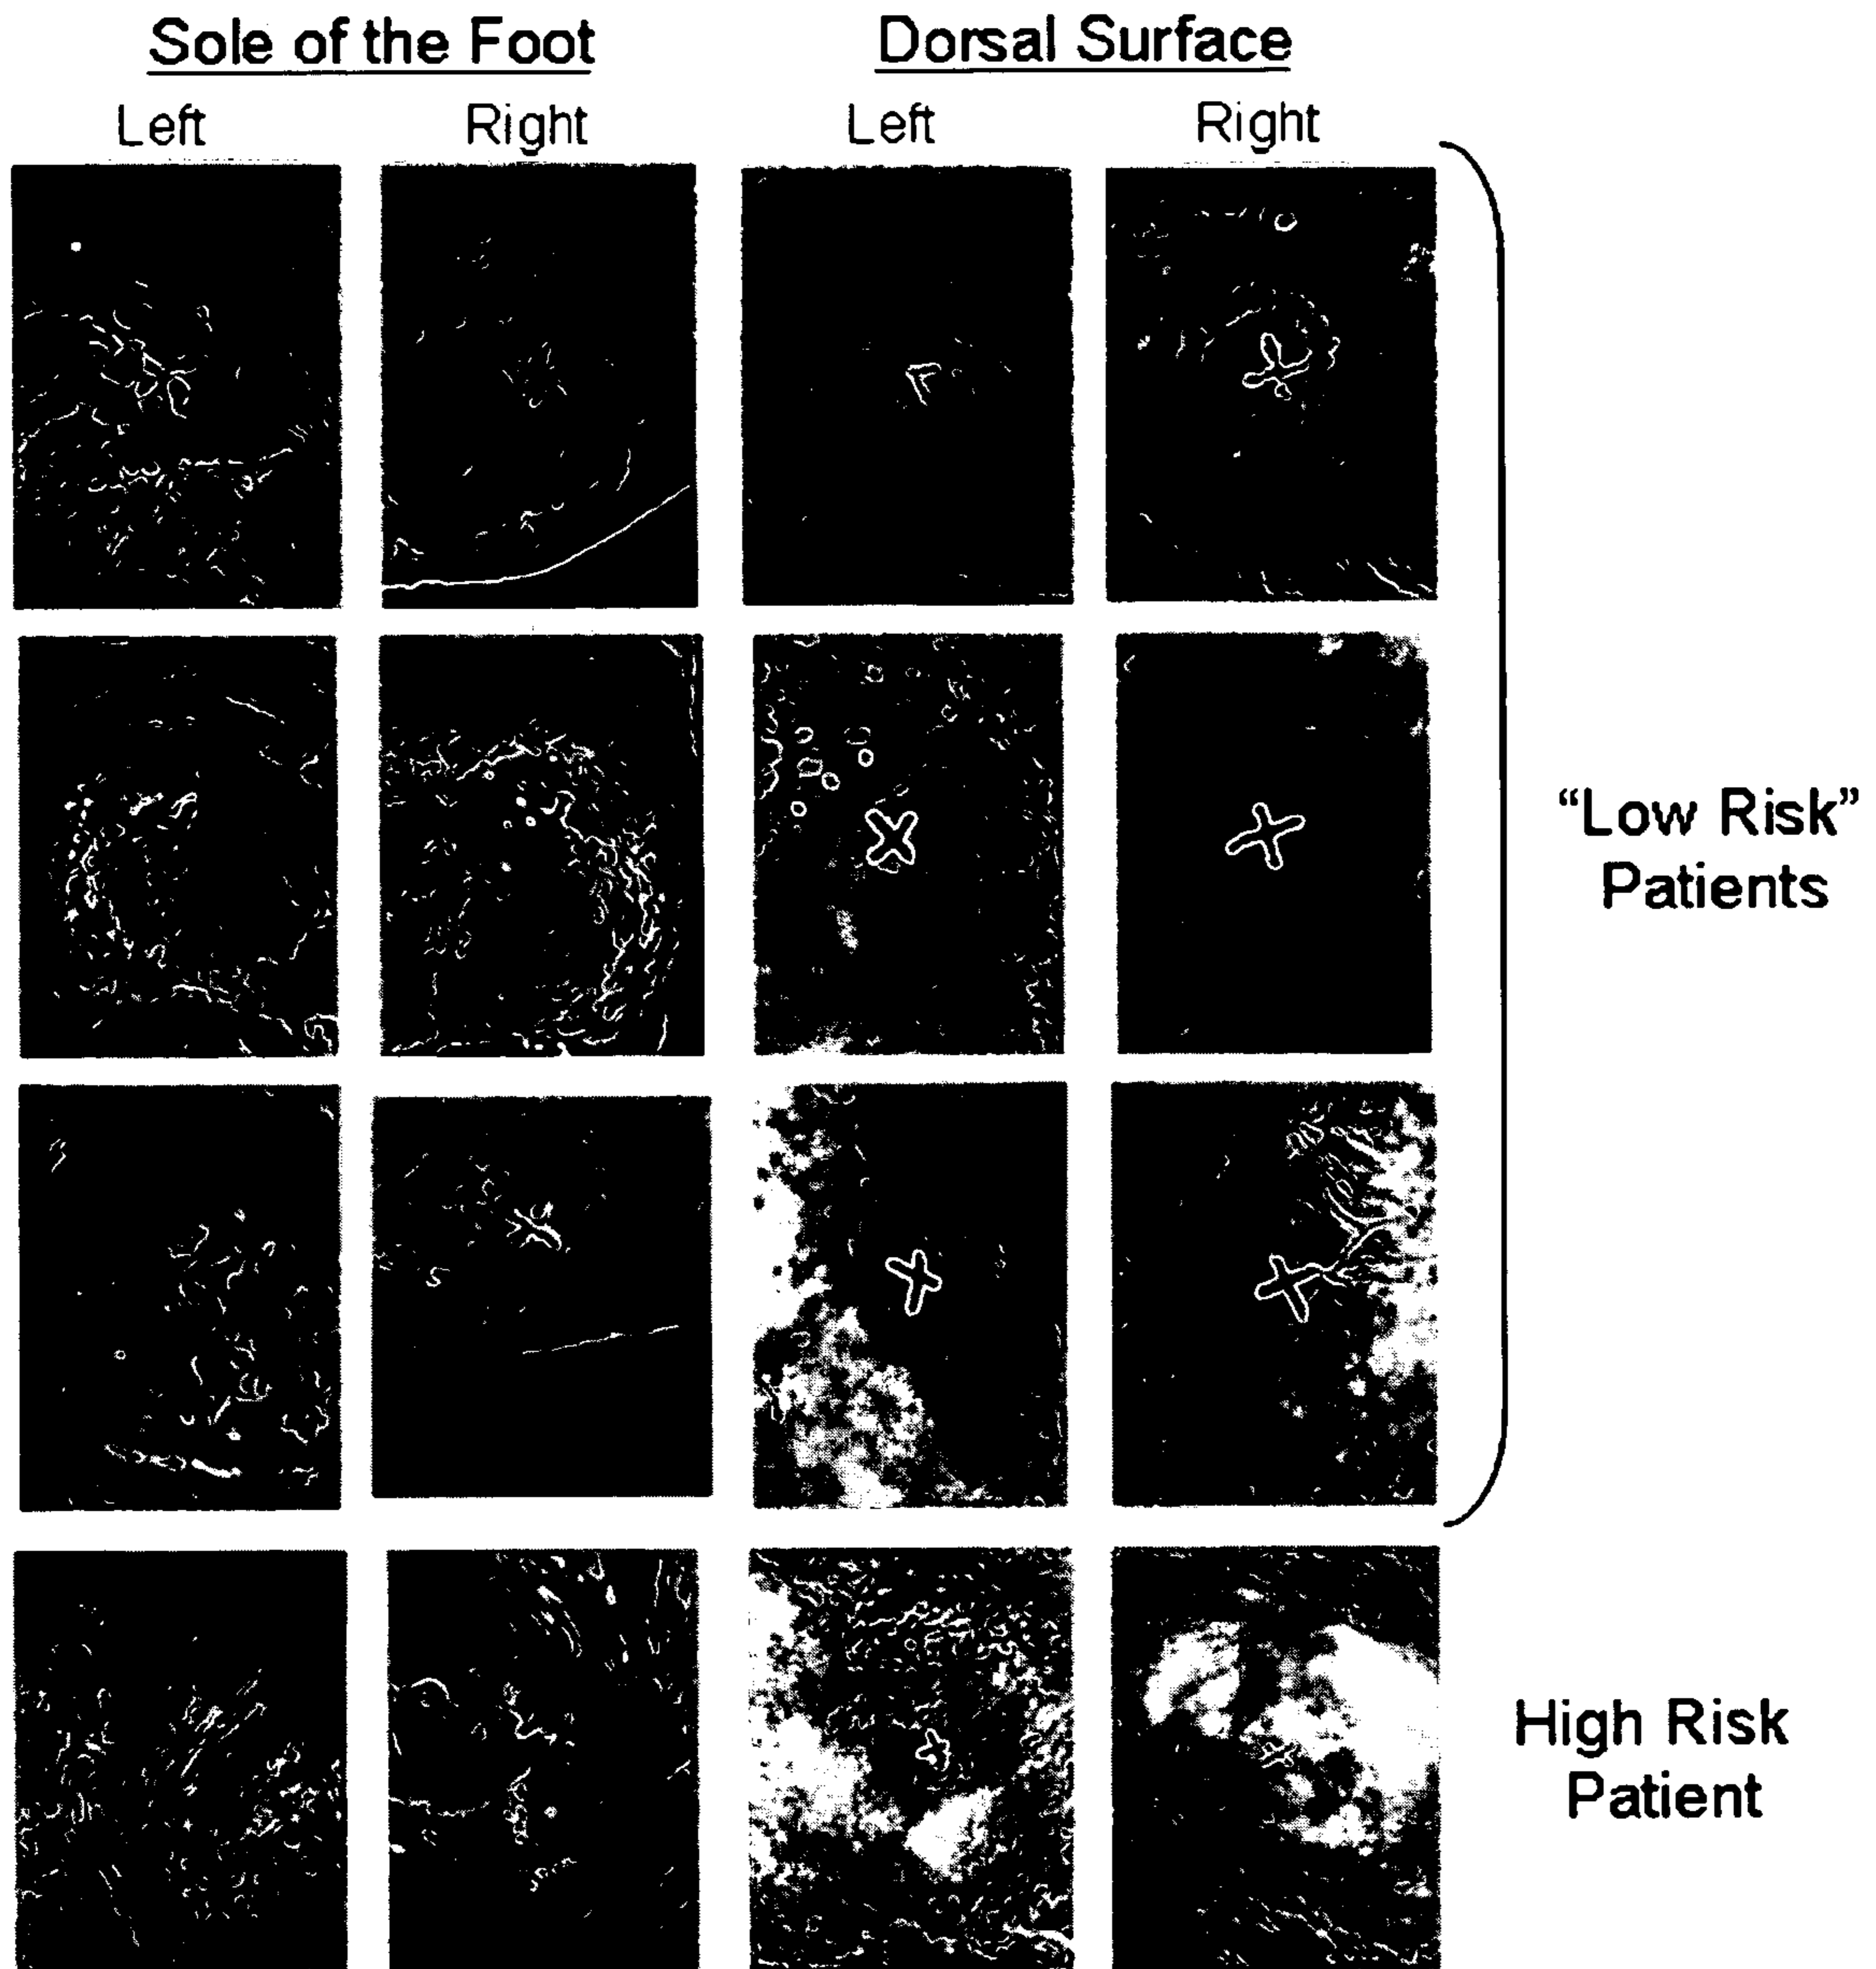 Sole of the Foot
Dorsal Surface
Left
Right
Left
Right
“Low Risk”
Patients
High Risk
Patient